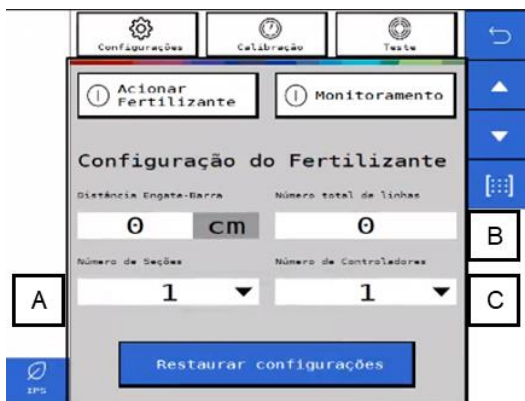 Configurações
Calibração
Teste
Acionar
Fertilizante
Monitoramento
Configuração do Fertilizante
Distância Engate-Barra
Número total de linhas
0 cm
0
B
Número de Seções
Número de Controladores
A
1
1
C
Restaurar configurações
IPS